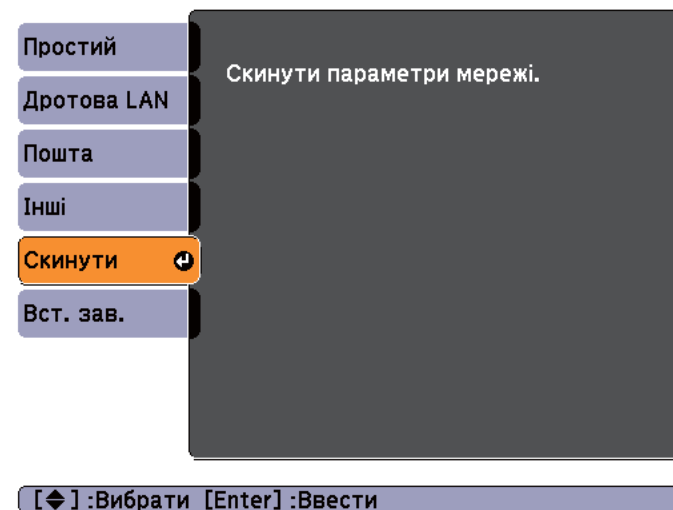 Простий
Скинути параметри мережі.
Дротова LAN
Пошта
Інші
Скинути
Вст. зав.
[◆] :Вибрати [Enter] :Ввести